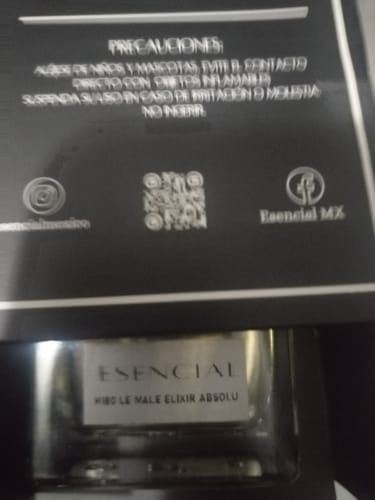 PRECAUCIONES:
ALÉJESE DE NIÑOS Y MASCOTAS, EVITE EL CONTACTO
DIRECTO CON OBJETOS INFLAMABLES
SUSPENDA SU USO EN CASO DE IRRITACIÓN O MOLESTIA
NO INGERIR.
esencialmexico
Esencial MX
ESENCIAL
H180 LE MALE ELIXIR ABSOLU